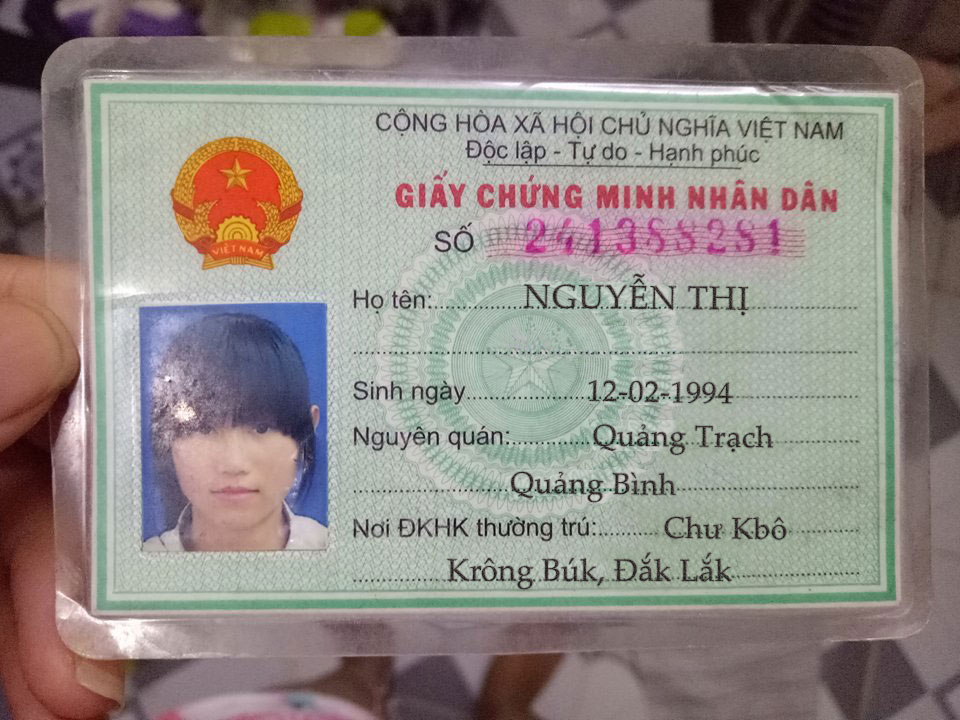 CỘNG HÒA XÃ HỘI CHỦ NGHĨA VIỆT NAM
Độc lập - Tự do - Hạnh phúc
GIẤY CHỨNG MINH NHÂN DÂN
SỐ 241388281
VIỆT NAM
Họ tên: NGUYỄN THỊ
Sinh ngày 12-02-1994
Nguyên quán: Quảng Trạch
Quảng Bình
Nơi ĐKHK thường trú: Chư Kbô
Krông Búk, Đắk Lắk